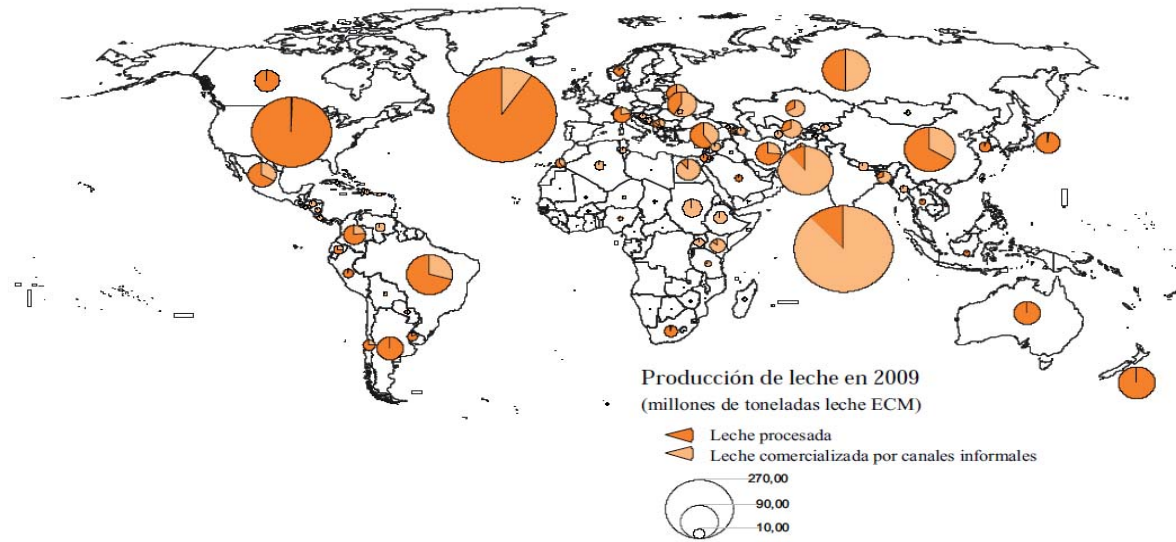 Producción de leche en 2009
(millones de toneladas leche ECM)
Leche procesada
Leche comercializada por canales informales
270,00
90,00
10,00